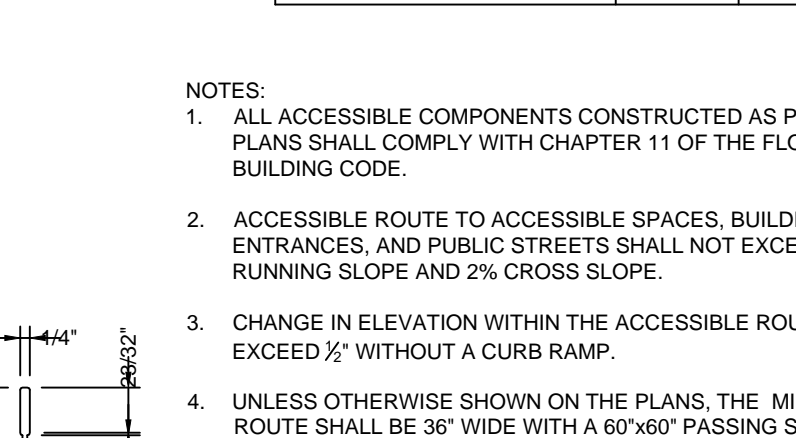 NOTES:
1. ALL ACCESSIBLE COMPONENTS CONSTRUCTED AS P
PLANS SHALL COMPLY WITH CHAPTER 11 OF THE FLO
BUILDING CODE.
2. ACCESSIBLE ROUTE TO ACCESSIBLE SPACES, BUILDI
ENTRANCES, AND PUBLIC STREETS SHALL NOT EXCE
RUNNING SLOPE AND 2% CROSS SLOPE.
3. CHANGE IN ELEVATION WITHIN THE ACCESSIBLE ROU
EXCEED ½" WITHOUT A CURB RAMP.
4. UNLESS OTHERWISE SHOWN ON THE PLANS, THE MI
ROUTE SHALL BE 36" WIDE WITH A 60"x60" PASSING S
1/4"
23/32"